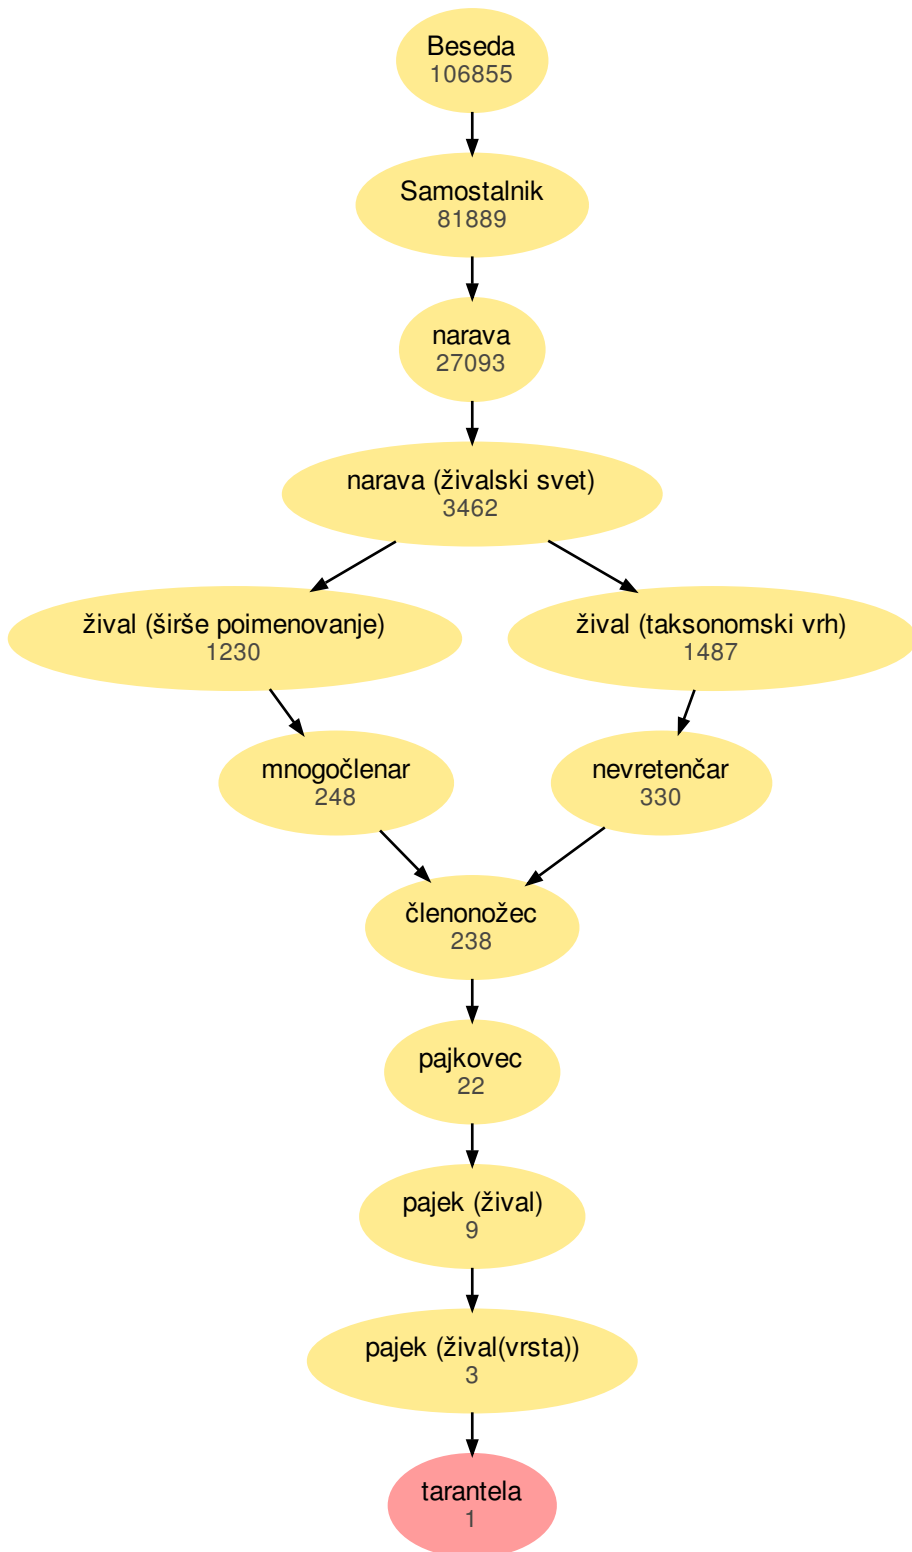 Beseda
106855
Samostalnik
81889
narava
27093
narava (živalski svet)
3462
žival (širše poimenovanje)
1230
žival (taksonomski vrh)
1487
mnogočlenar
248
nevretenčar
330
členonožec
238
pajkovec
22
pajek (žival)
9
pajek (žival(vrsta))
3
tarantela
1